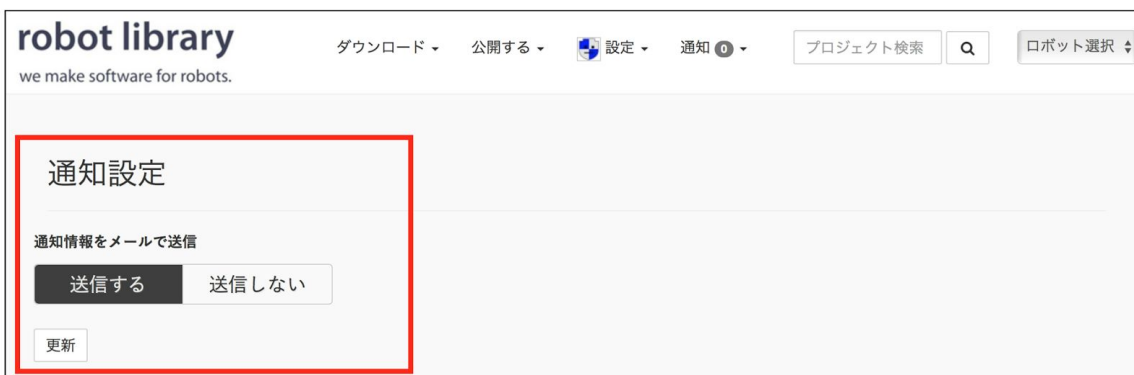 robot library
we make software for robots.
ダウンロード 公開する 設定 通知 0 プロジェクト検索 ロボット選択
通知設定
通知情報をメールで送信
送信する 送信しない
更新